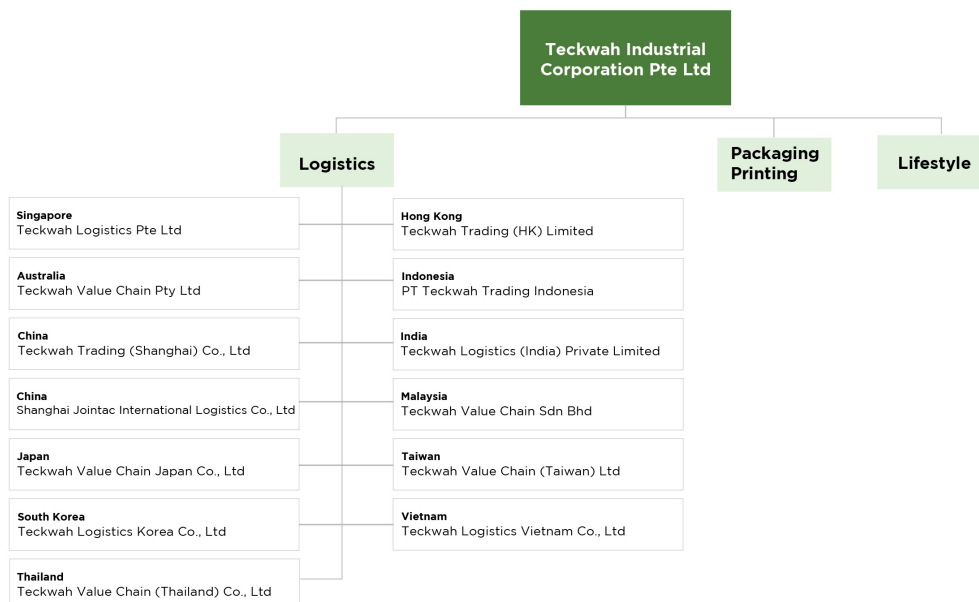 Teckwah Industrial
Corporation Pte Ltd
Logistics
Packaging
Printing
Lifestyle
Singapore
Teckwah Logistics Pte Ltd
Australia
Teckwah Value Chain Pty Ltd
China
Teckwah Trading (Shanghai) Co., Ltd
China
Shanghai Jointac International Logistics Co., Ltd
Japan
Teckwah Value Chain Japan Co., Ltd
South Korea
Teckwah Logistics Korea Co., Ltd
Thailand
Teckwah Value Chain (Thailand) Co., Ltd
Hong Kong
Teckwah Trading (HK) Limited
Indonesia
PT Teckwah Trading Indonesia
India
Teckwah Logistics (India) Private Limited
Malaysia
Teckwah Value Chain Sdn Bhd
Taiwan
Teckwah Value Chain (Taiwan) Ltd
Vietnam
Teckwah Logistics Vietnam Co., Ltd